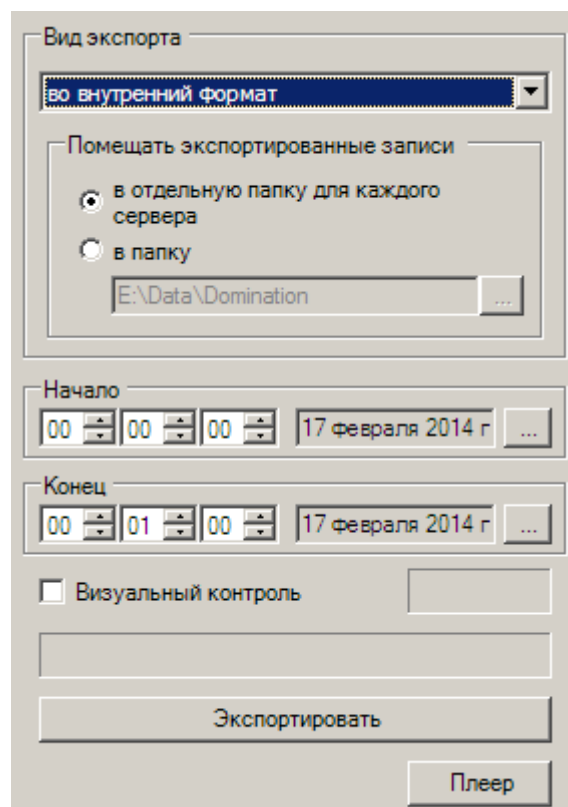 Вид экспорта
во внутренний формат
Помещать экспортированные записи
в отдельную папку для каждого
сервера
в папку
E:\Data\Domination ...
Начало
00 00 00 17 февраля 2014 г ...
Конец
00 01 00 17 февраля 2014 г ...
Визуальный контроль
Экспортировать
Плеер